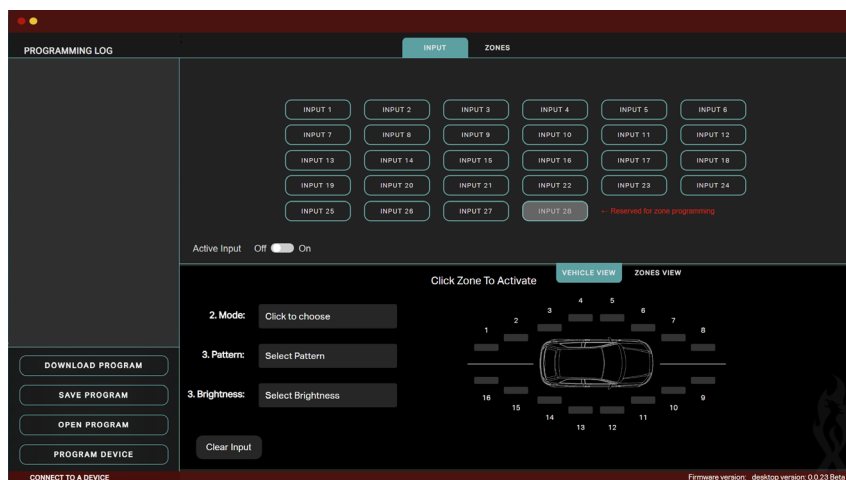 PROGRAMMING LOG
INPUT ZONES
INPUT 1 INPUT 2 INPUT 3 INPUT 4 INPUT 5 INPUT 6
INPUT 7 INPUT 8 INPUT 9 INPUT 10 INPUT 11 INPUT 12
INPUT 13 INPUT 14 INPUT 15 INPUT 16 INPUT 17 INPUT 18
INPUT 19 INPUT 20 INPUT 21 INPUT 22 INPUT 23 INPUT 24
INPUT 25 INPUT 26 INPUT 27 INPUT 28 ← Reserved for zone programming
Active Input Off On
Click Zone To Activate VEHICLE VIEW ZONES VIEW
2. Mode: Click to choose
3. Pattern: Select Pattern
3. Brightness: Select Brightness
Clear Input
1 2 3 4 5 6 7 8
16 15 14 13 12 11 10 9
DOWNLOAD PROGRAM
SAVE PROGRAM
OPEN PROGRAM
PROGRAM DEVICE
CONNECT TO A DEVICE
Firmware version: desktop version: 0.0.23 Beta